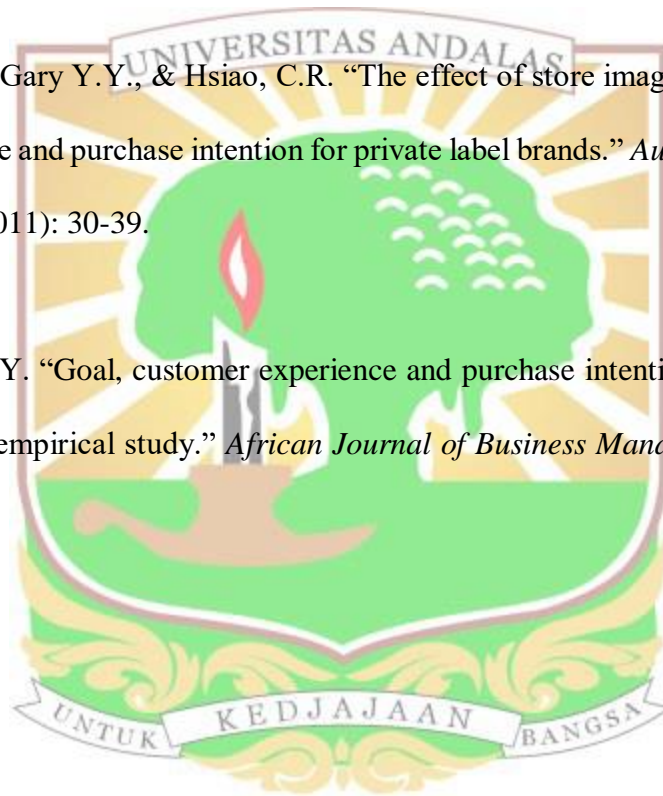 UNIVERSITAS ANDALAS
Gary Y.Y., & Hsiao, C.R. “The effect of store imag
e and purchase intention for private label brands.” Au
011): 30-39.
Y. “Goal, customer experience and purchase intenti
empirical study.” African Journal of Business Mana
UNTUK KEDJAJAAN BANGSA